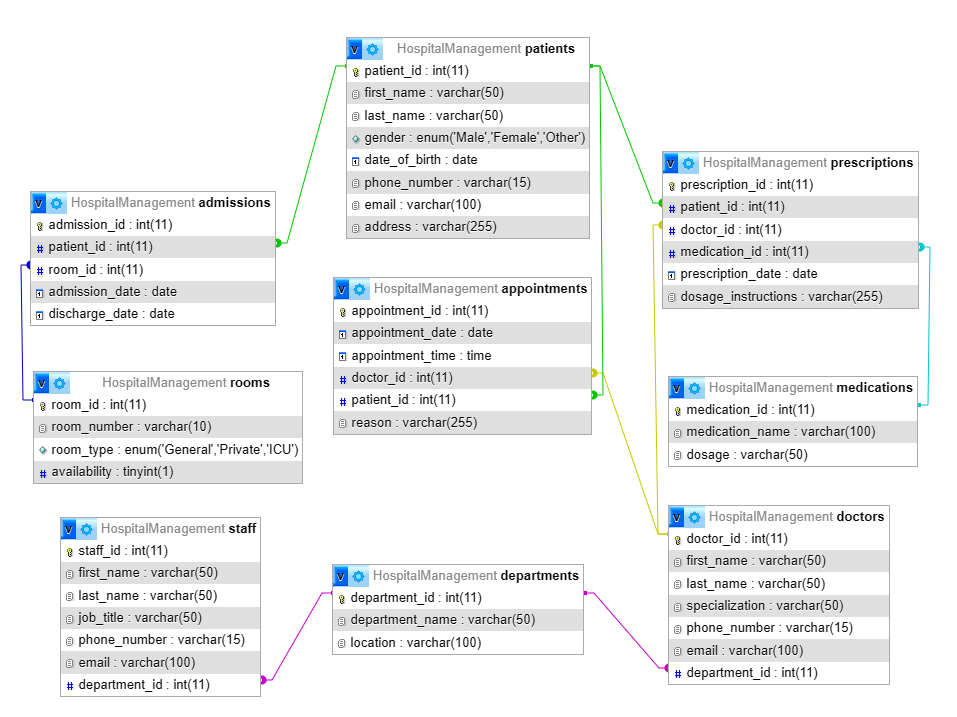 HospitalManagement patients
patient_id : int(11)
first_name : varchar(50)
last_name : varchar(50)
gender : enum('Male','Female','Other')
date_of_birth : date
phone_number : varchar(15)
email : varchar(100)
address : varchar(255)
HospitalManagement prescriptions
prescription_id : int(11)
patient_id : int(11)
doctor_id : int(11)
medication_id : int(11)
prescription_date : date
dosage_instructions : varchar(255)
HospitalManagement admissions
admission_id : int(11)
patient_id : int(11)
room_id : int(11)
admission_date : date
discharge_date : date
HospitalManagement appointments
appointment_id : int(11)
appointment_date : date
appointment_time : time
doctor_id : int(11)
patient_id : int(11)
reason : varchar(255)
HospitalManagement rooms
room_id : int(11)
room_number : varchar(10)
room_type : enum('General','Private','ICU')
availability : tinyint(1)
HospitalManagement medications
medication_id : int(11)
medication_name : varchar(100)
dosage : varchar(50)
HospitalManagement staff
staff_id : int(11)
first_name : varchar(50)
last_name : varchar(50)
job_title : varchar(50)
phone_number : varchar(15)
email : varchar(100)
department_id : int(11)
HospitalManagement departments
department_id : int(11)
department_name : varchar(50)
location : varchar(100)
HospitalManagement doctors
doctor_id : int(11)
first_name : varchar(50)
last_name : varchar(50)
specialization : varchar(50)
phone_number : varchar(15)
email : varchar(100)
department_id : int(11)